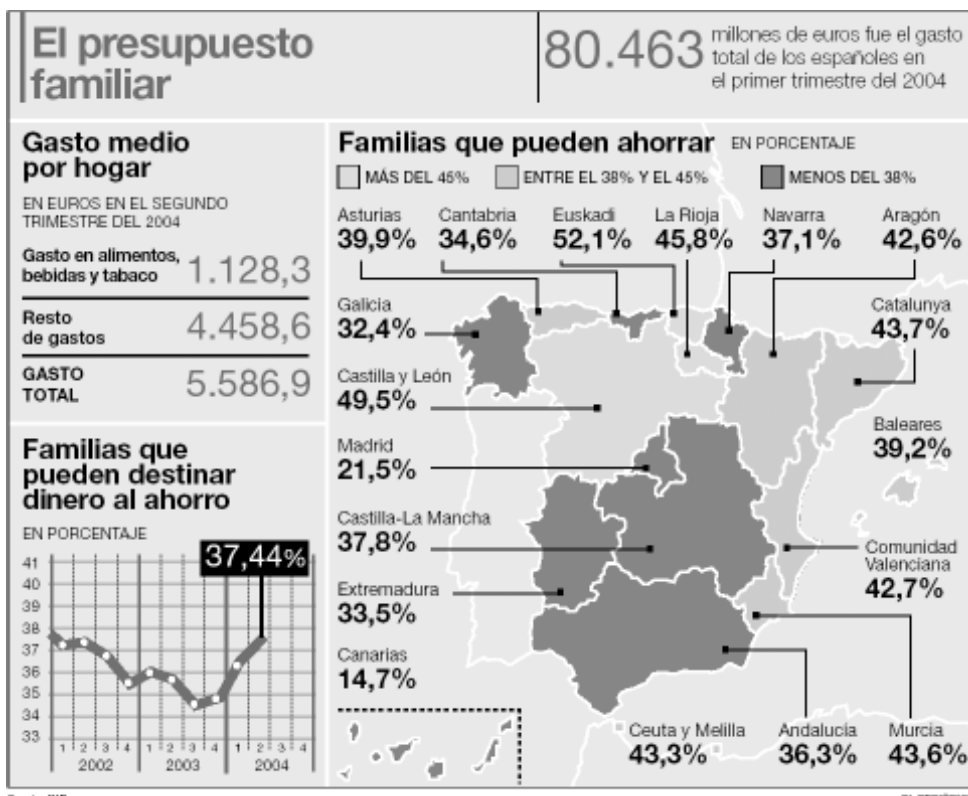 El presupuesto
familiar
80.463
millones de euros fue el gasto
total de los españoles en
el primer trimestre del 2004
Gasto medio
por hogar
EN EUROS EN EL SEGUNDO
TRIMESTRE DEL 2004
Gasto en alimentos,
bebidas y tabaco
1.128,3
Resto
de gastos
4.458,6
GASTO
TOTAL
5.586,9
Familias que
pueden destinar
dinero al ahorro
EN PORCENTAJE
37,44%
41
40
39
38
36
35
34
33
1 2 3 4 1 2 3 4 1 2 3 4
2002 2003 2004
Familias que pueden ahorrar EN PORCENTAJE
MÁS DEL 45% ENTRE EL 38% Y EL 45% MENOS DEL 38%
Asturias
39,9%
Cantabria
34,6%
Euskadi
52,1%
La Rioja
45,8%
Navarra
37,1%
Aragón
42,6%
Galicia
32,4%
Catalunya
43,7%
Castilla y León
49,5%
Baleares
39,2%
Madrid
21,5%
Castilla-La Mancha
37,8%
Comunidad
Valenciana
42,7%
Extremadura
33,5%
Canarias
14,7%
Ceuta y Melilla
43,3%
Andalucía
36,3%
Murcia
43,6%